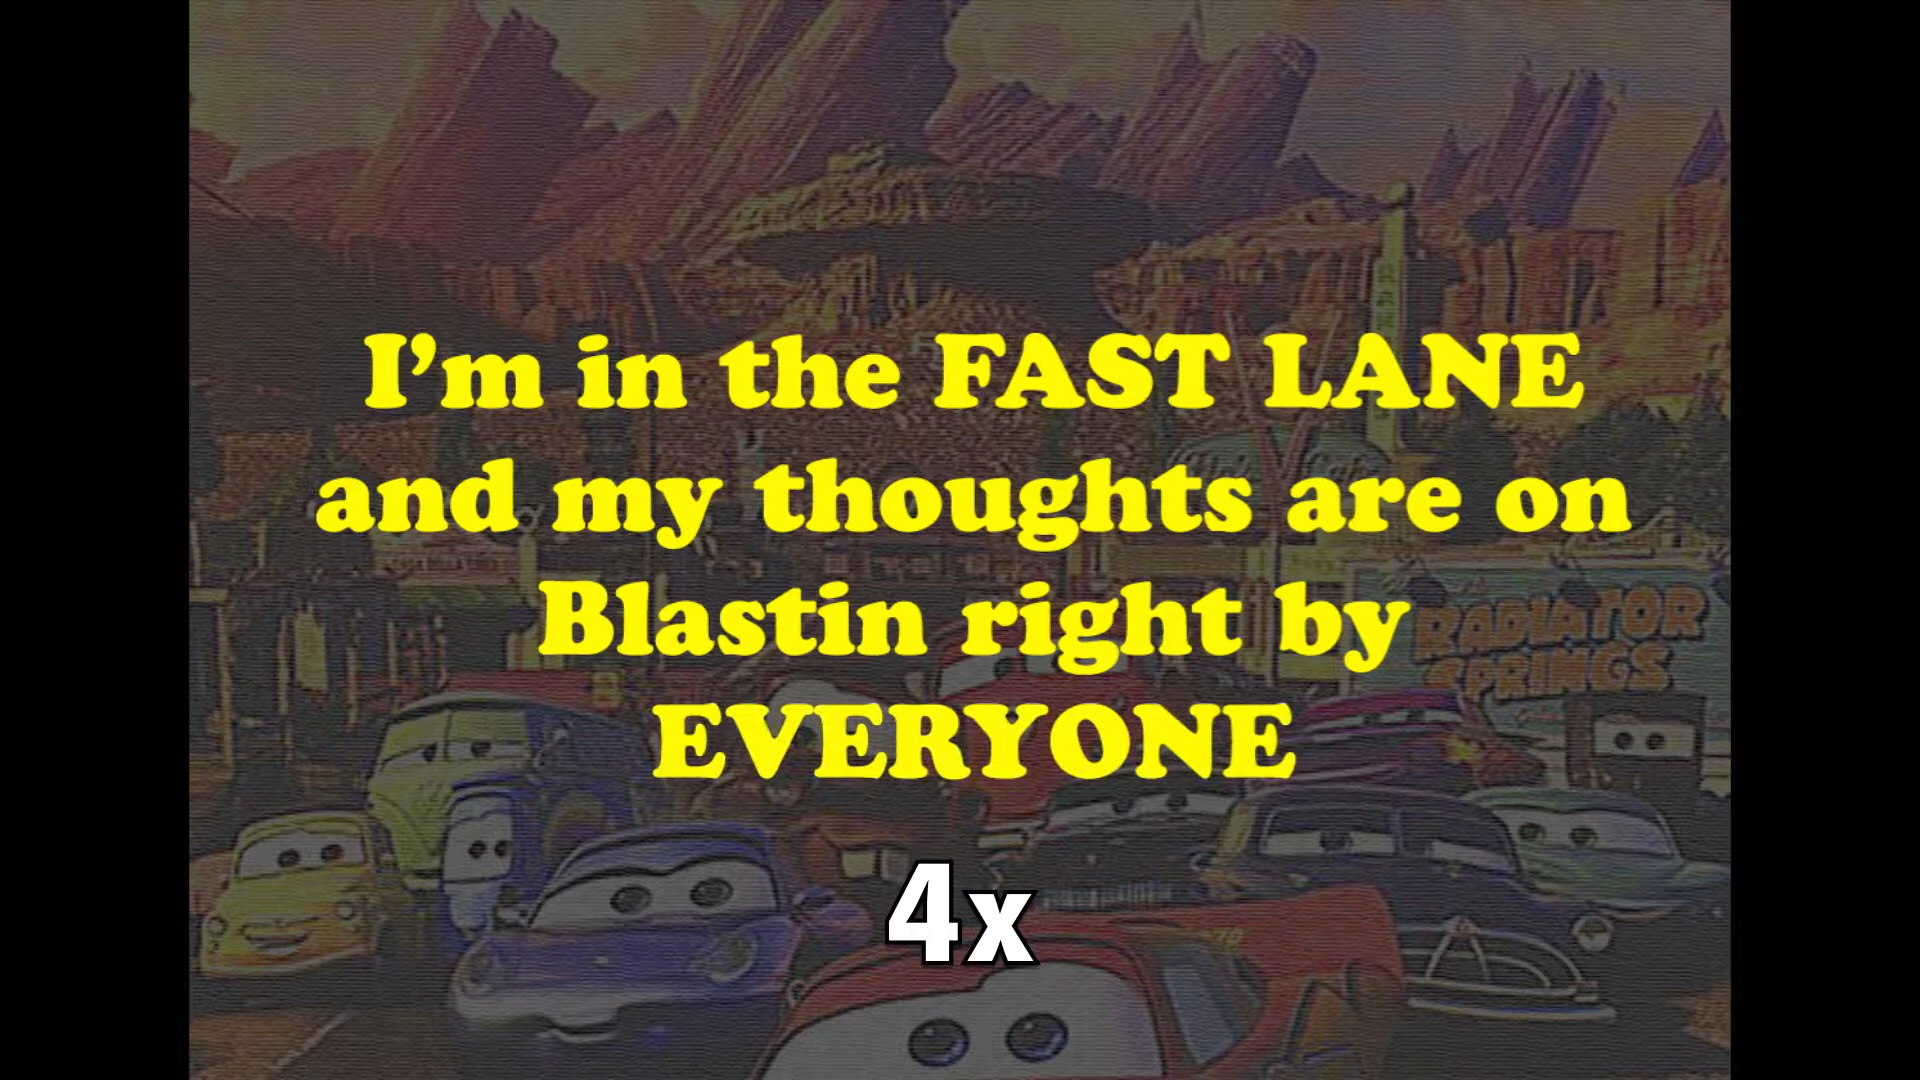 I'm in the FAST LANE
and my thoughts are on
Blastin right by
EVERYONE
RADIATOR
SPRINGS
4x